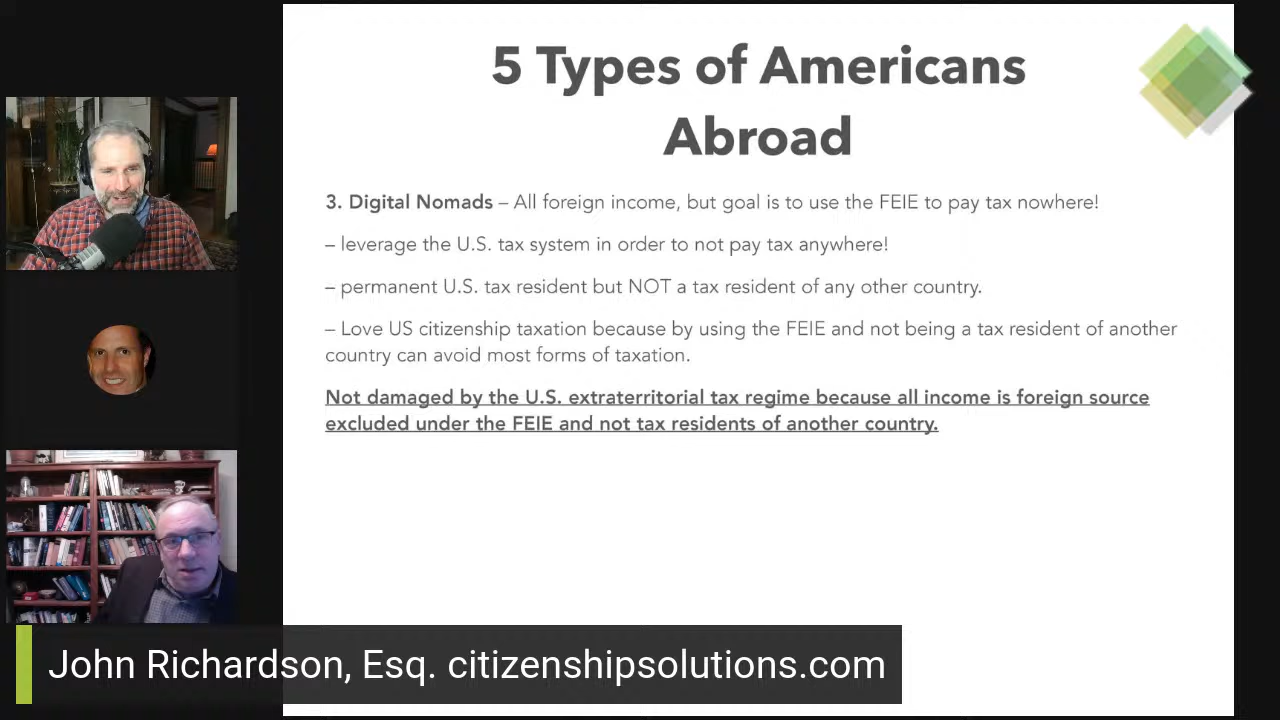 5 Types of Americans
Abroad
3. Digital Nomads – All foreign income, but goal is to use the FEIE to pay tax nowhere!
– leverage the U.S. tax system in order to not pay tax anywhere!
– permanent U.S. tax resident but NOT a tax resident of any other country.
– Love US citizenship taxation because by using the FEIE and not being a tax resident of another
country can avoid most forms of taxation.
Not damaged by the U.S. extraterritorial tax regime because all income is foreign source
excluded under the FEIE and not tax residents of another country.
John Richardson, Esq. citizenshipsolutions.com